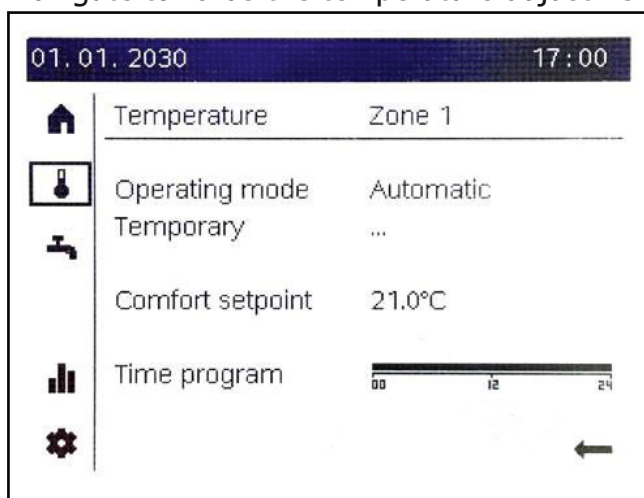 01. 01. 2030 17:00
Temperature Zone 1
Operating mode Automatic
Temporary ...
Comfort setpoint 21.0°C
Time program
00 12 24